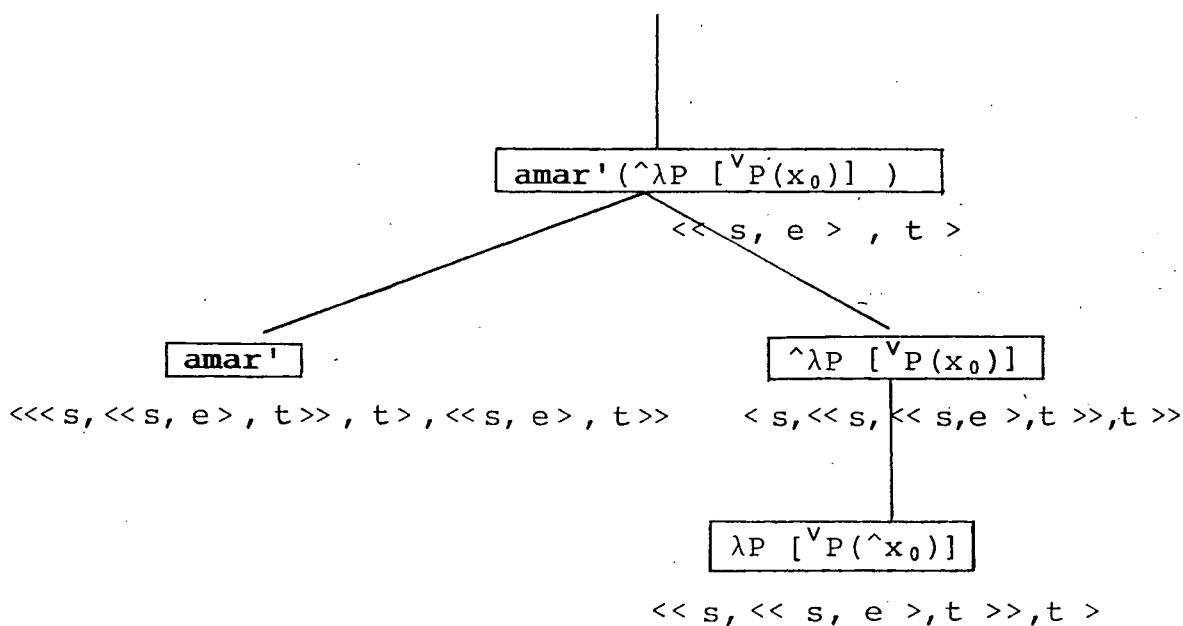 amar'(^λP [ᵛP(x₀)] )
<< s, e > , t >
amar'
^λP [ᵛP(x₀)]
<<< s, << s, e > , t >> , t > , << s, e > , t >>
< s, << s, << s,e >,t >>,t >>
λP [ᵛP(^x₀)]
<< s, << s, e >,t >>,t >